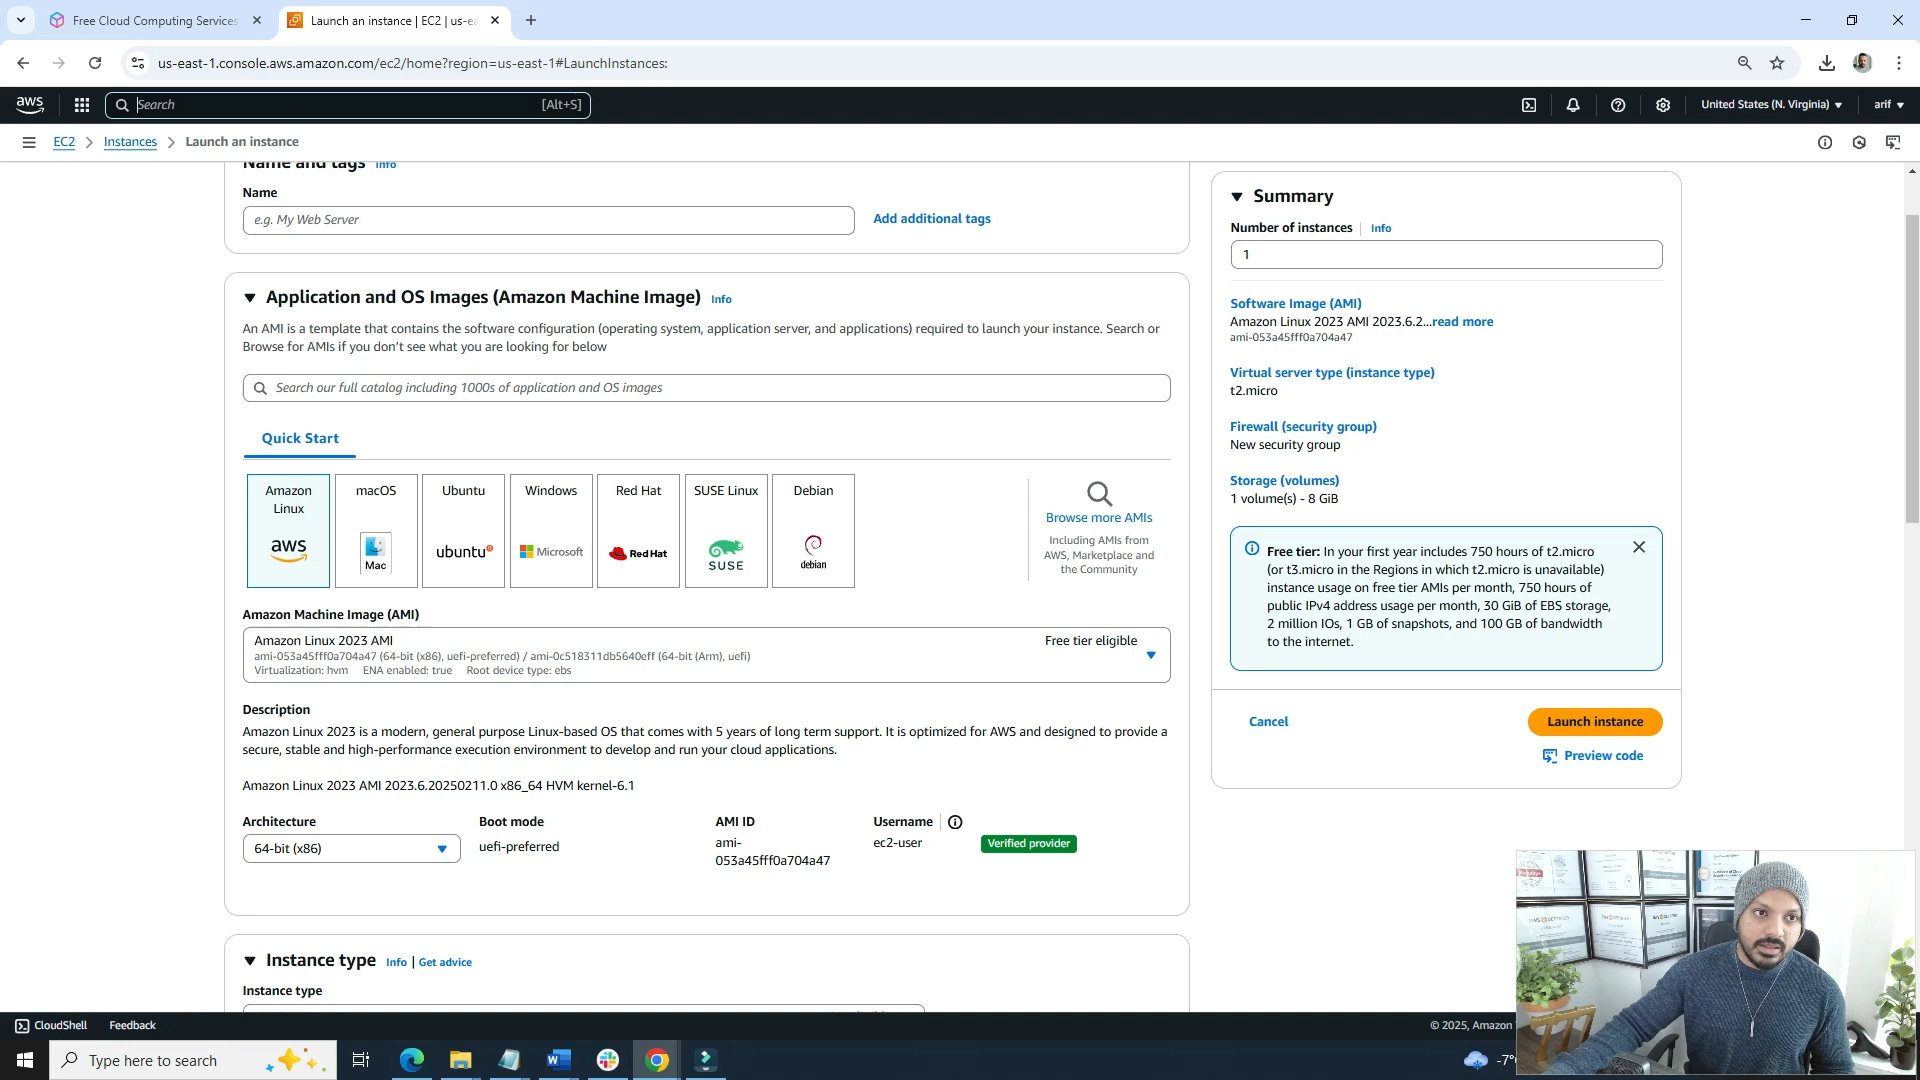 Free Cloud Computing Services
Launch an instance | EC2 | us-ea
us-east-1.console.aws.amazon.com/ec2/home?region=us-east-1#LaunchInstances:
aws
Search
[Alt+S]
United States (N. Virginia)
arif
EC2
Instances
Launch an instance
Name and tags Info
Name
e.g. My Web Server
Add additional tags
Application and OS Images (Amazon Machine Image) Info
An AMI is a template that contains the software configuration (operating system, application server, and applications) required to launch your instance. Search or
Browse for AMIs if you don't see what you are looking for below
Search our full catalog including 1000s of application and OS images
Quick Start
Amazon
Linux
aws
macOS
Mac
Ubuntu
ubuntu
Windows
Microsoft
Red Hat
Red Hat
SUSE Linux
SUSE
Debian
debian
Browse more AMIs
Including AMIs from
AWS, Marketplace and
the Community
Amazon Machine Image (AMI)
Amazon Linux 2023 AMI
Free tier eligible
ami-053a45fff0a704a47 (64-bit (x86), uefi-preferred) / ami-0c518311db5640eff (64-bit (Arm), uefi)
Virtualization: hvm ENA enabled: true Root device type: ebs
Description
Amazon Linux 2023 is a modern, general purpose Linux-based OS that comes with 5 years of long term support. It is optimized for AWS and designed to provide a
secure, stable and high-performance execution environment to develop and run your cloud applications.
Amazon Linux 2023 AMI 2023.6.20250211.0 x86_64 HVM kernel-6.1
Architecture
64-bit (x86)
Boot mode
uefi-preferred
AMI ID
ami-
053a45fff0a704a47
Username
ec2-user
Verified provider
Instance type Info | Get advice
Instance type
Summary
Number of instances Info
1
Software Image (AMI)
Amazon Linux 2023 AMI 2023.6.2...read more
ami-053a45fff0a704a47
Virtual server type (instance type)
t2.micro
Firewall (security group)
New security group
Storage (volumes)
1 volume(s) - 8 GiB
Free tier: In your first year includes 750 hours of t2.micro
(or t3.micro in the Regions in which t2.micro is unavailable)
instance usage on free tier AMIs per month, 750 hours of
public IPv4 address usage per month, 30 GiB of EBS storage,
2 million IOs, 1 GB of snapshots, and 100 GB of bandwidth
to the internet.
Cancel
Launch instance
Preview code
CloudShell
Feedback
© 2025, Amazon
Type here to search
-7°